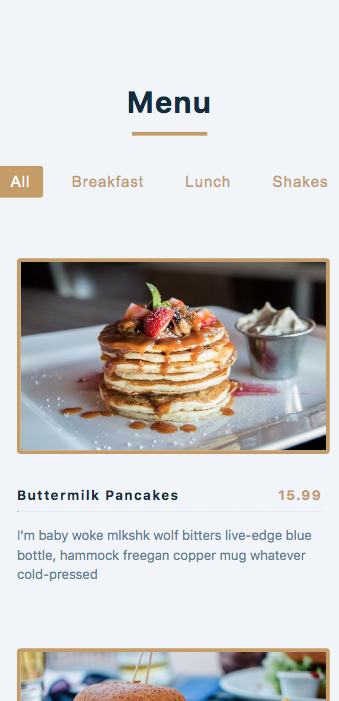 Menu
All Breakfast Lunch Shakes
Buttermilk Pancakes 15.99
I'm baby woke mlkshk wolf bitters live-edge blue
bottle, hammock freegan copper mug whatever
cold-pressed